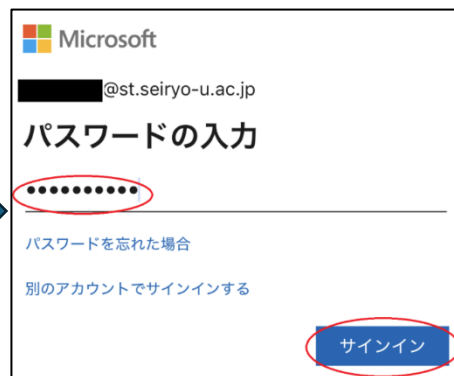 Microsoft
@st.seiryo-u.ac.jp
パスワードの入力
••••••••••
パスワードを忘れた場合
別のアカウントでサインインする
サインイン